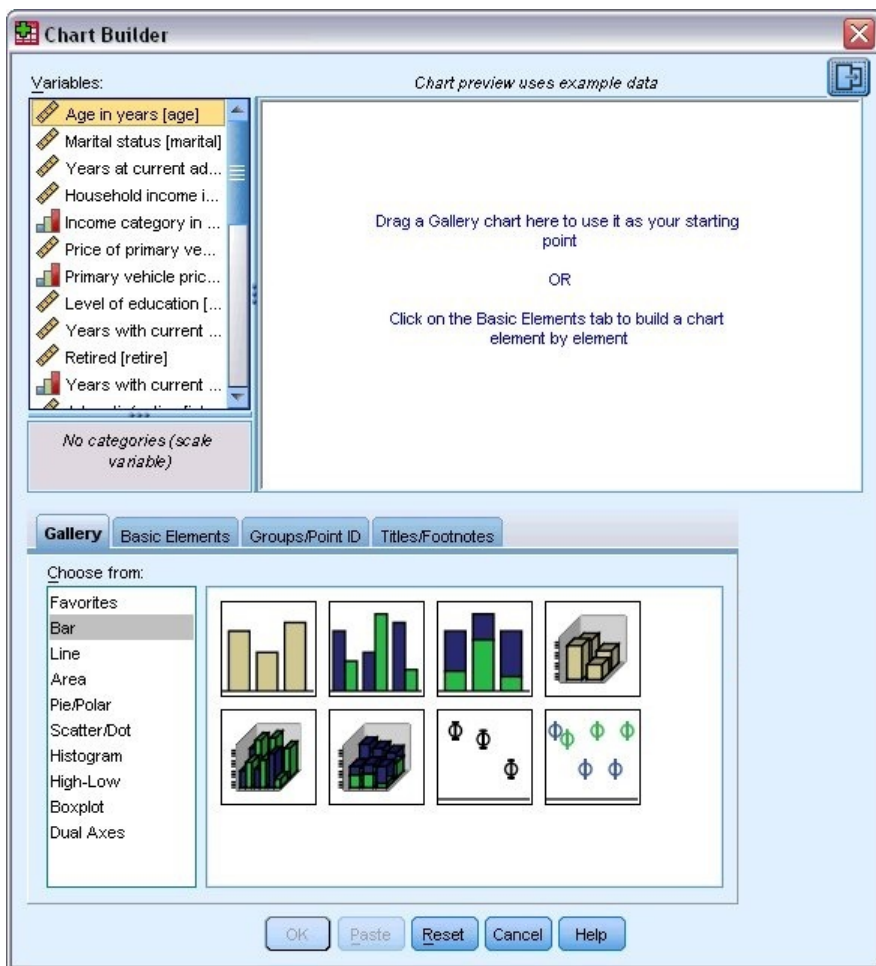 Chart Builder
Variables:
Chart preview uses example data
Age in years [age]
Marital status [marital]
Years at current ad...
Household income i...
Income category in ...
Price of primary ve...
Primary vehicle pric...
Level of education [...
Years with current ...
Retired [retire]
Years with current ...
No categories (scale
variable)
Drag a Gallery chart here to use it as your starting
point
OR
Click on the Basic Elements tab to build a chart
element by element
Gallery
Basic Elements
Groups/Point ID
Titles/Footnotes
Choose from:
Favorites
Bar
Line
Area
Pie/Polar
Scatter/Dot
Histogram
High-Low
Boxplot
Dual Axes
OK
Paste
Reset
Cancel
Help